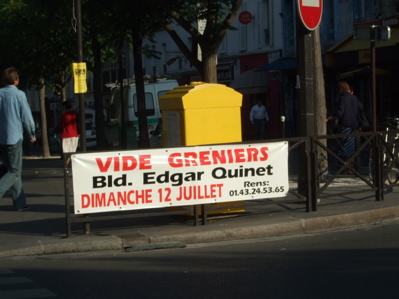 VIDE GRENIERS
Bld. Edgar Quinet
DIMANCHE 12 JUILLET
Rens:
01.43.24.53.65